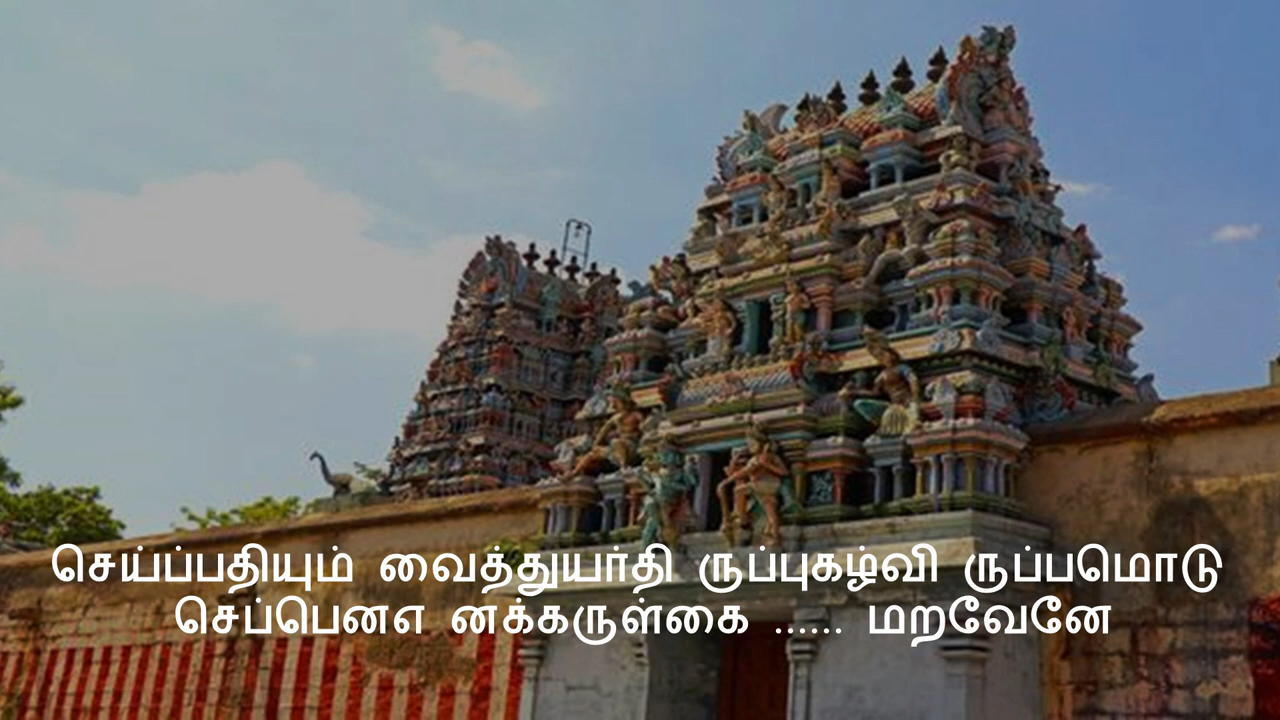 செய்ப்பதியும் வைத்துயர்தி ருப்புகழ்வி ருப்பமொடு
செப்பெனஎ னக்கருள்கை ...... மறவேனே